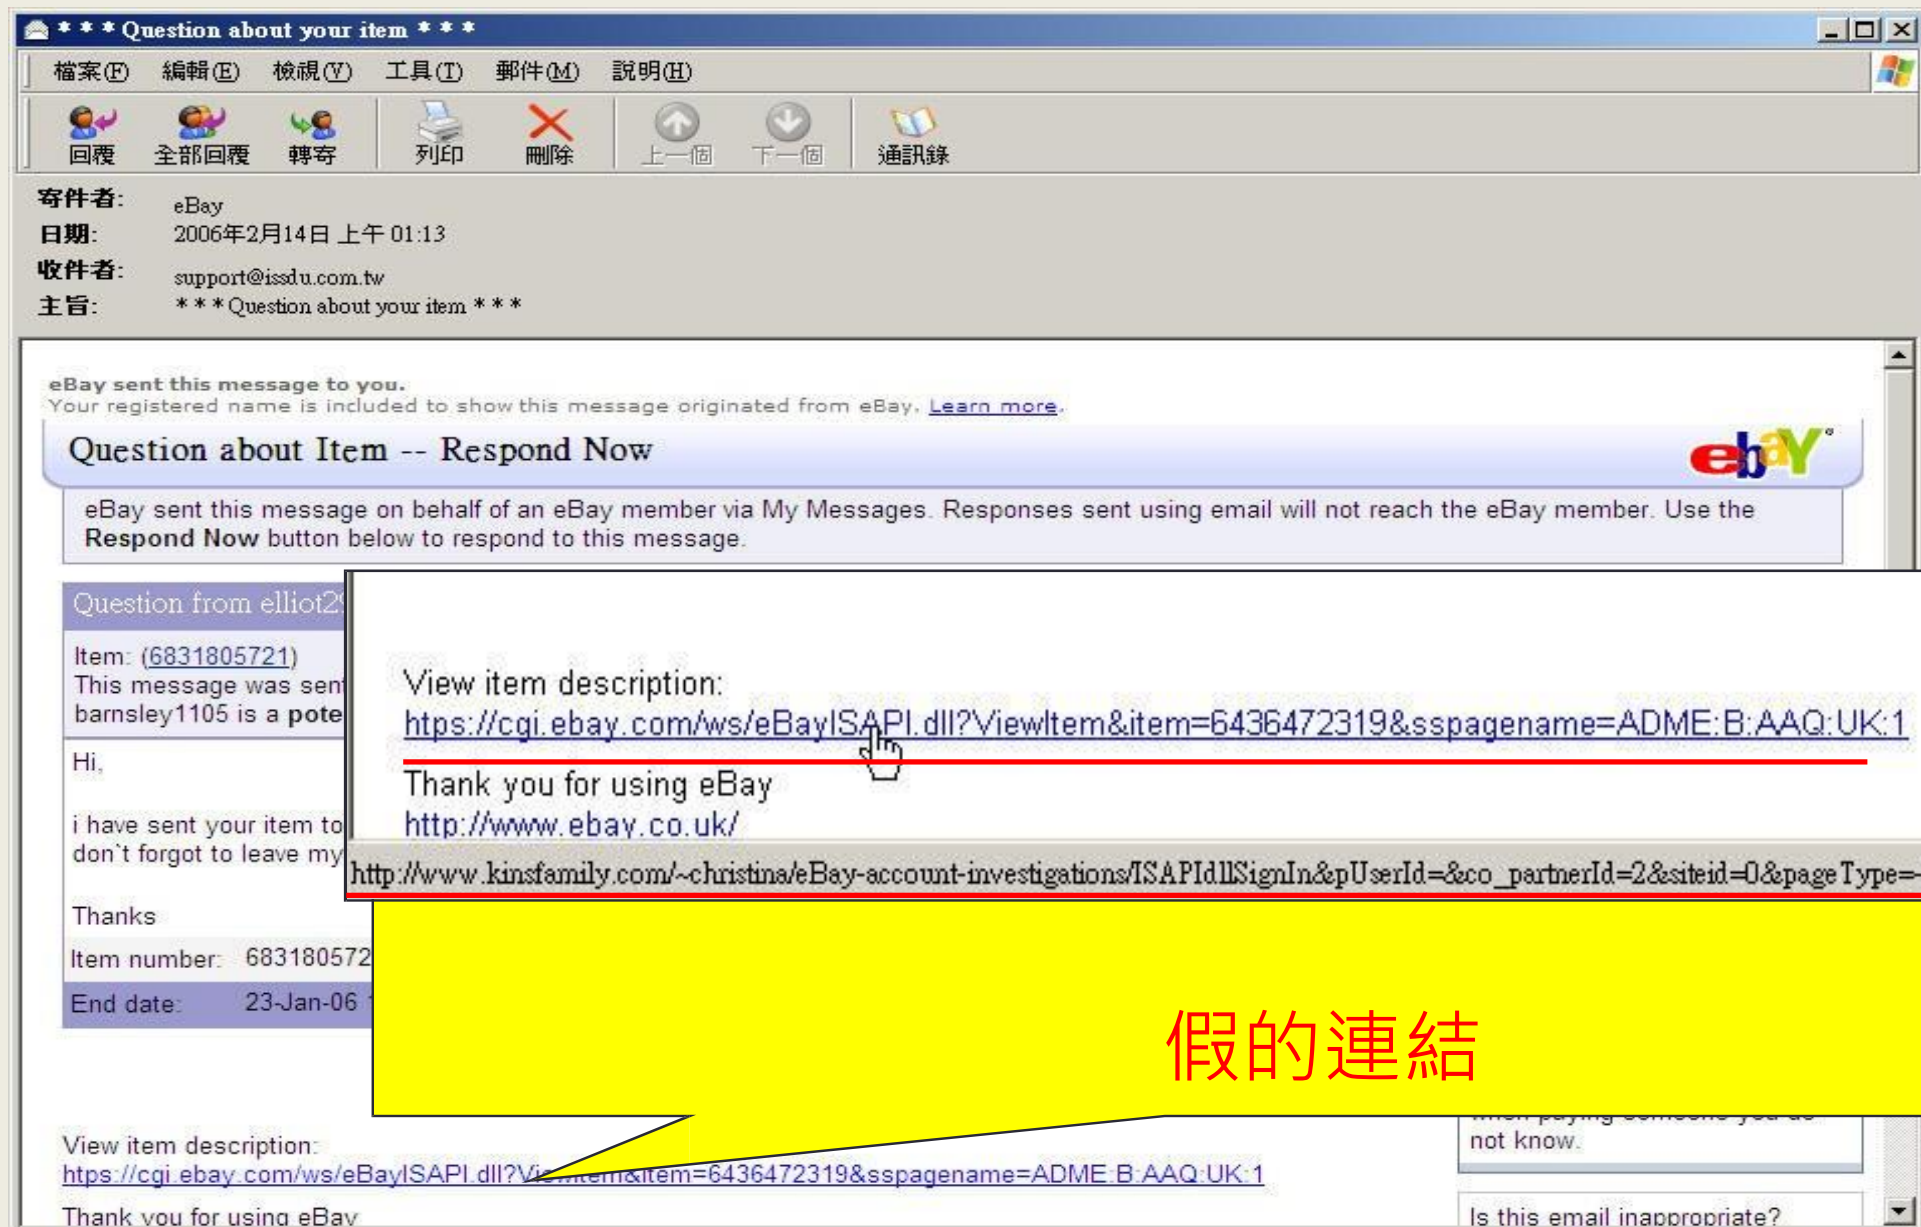 * * * Question about your item * * *
檔案(F) 編輯(E) 檢視(V) 工具(T) 郵件(M) 說明(H)
回覆 全部回覆 轉寄 列印 刪除 上一個 下一個 通訊錄
寄件者: eBay
日期: 2006年2月14日 上午 01:13
收件者: support@issdu.com.tw
主旨: * * * Question about your item * * *
eBay sent this message to you.
Your registered name is included to show this message originated from eBay. Learn more.
Question about Item -- Respond Now
ebaY
eBay sent this message on behalf of an eBay member via My Messages. Responses sent using email will not reach the eBay member. Use the
Respond Now button below to respond to this message.
Question from elliot2
Item: (6831805721)
This message was sent
barnsley1105 is a pote
Hi,
i have sent your item to
don`t forgot to leave my
Thanks
Item number: 683180572
End date: 23-Jan-06
View item description:
htps://cgi.ebay.com/ws/eBayISAPI.dll?ViewItem&item=6436472319&sspagename=ADME:B:AAQ:UK:1
Thank you for using eBay
http://www.ebay.co.uk/
http://www.kinsfamily.com/~christina/eBay-account-investigations/ISAPIdllSignIn&pUserId=&co_partnerId=2&siteid=0&pageType=-
假的連結
when paying someone you do
not know.
View item description:
htps://cgi.ebay.com/ws/eBayISAPI.dll?ViewItem&item=6436472319&sspagename=ADME:B:AAQ:UK:1
Thank you for using eBay
Is this email inappropriate?